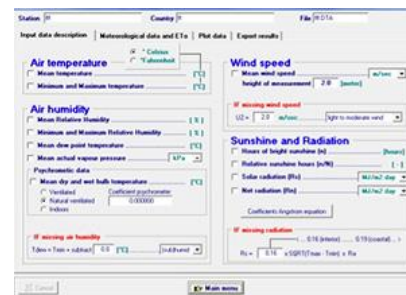 Station
Country
File
Input data description | Meteorological data and ETo | Plot data | Export results
° Celsius
° Fahrenheit
Air temperature
Mean temperature [°C]
Minimum and Maximum temperature [°C]
Air humidity
Mean Relative Humidity [%]
Minimum and Maximum Relative Humidity [%]
Mean dew point temperature [°C]
Mean actual vapour pressure kPa
Psychrometric data
Mean dry and wet bulb temperature [°C]
Ventilated
Natural ventilated
Indoors
Coefficient psychrometer
0.000800
IF missing air humidity
Tdew = Tmin + subtract 0.0 [°C] (subhumid)
Wind speed
Mean wind speed m/sec
height of measurement 2.0 [meter]
IF missing wind speed
U2 = 2.0 m/sec light to moderate wind
Sunshine and Radiation
Hours of bright sunshine (n) [hours]
Relative sunshine hours (n/N) [ - ]
Solar radiation (Rs) MJ/m2 day
Net radiation (Rn) MJ/m2 day
Coefficients Angstrom equation
IF missing radiation
( ... 0.16 (interior) ....... 0.19 (coastal) ... )
Rs = 0.16 x SQRT(Tmax - Tmin) x Ra
Cancel
Main menu